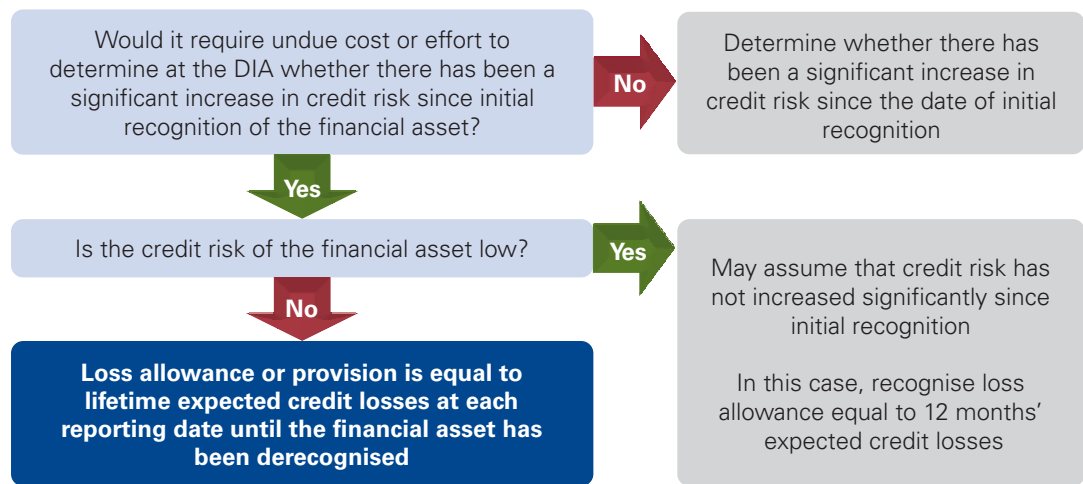 Would it require undue cost or effort to
determine at the DIA whether there has been a
significant increase in credit risk since initial
recognition of the financial asset?
No
Determine whether there has
been a significant increase in
credit risk since the date of initial
recognition
Yes
Is the credit risk of the financial asset low?
Yes
May assume that credit risk has
not increased significantly since
initial recognition
In this case, recognise loss
allowance equal to 12 months’
expected credit losses
No
Loss allowance or provision is equal to
lifetime expected credit losses at each
reporting date until the financial asset has
been derecognised